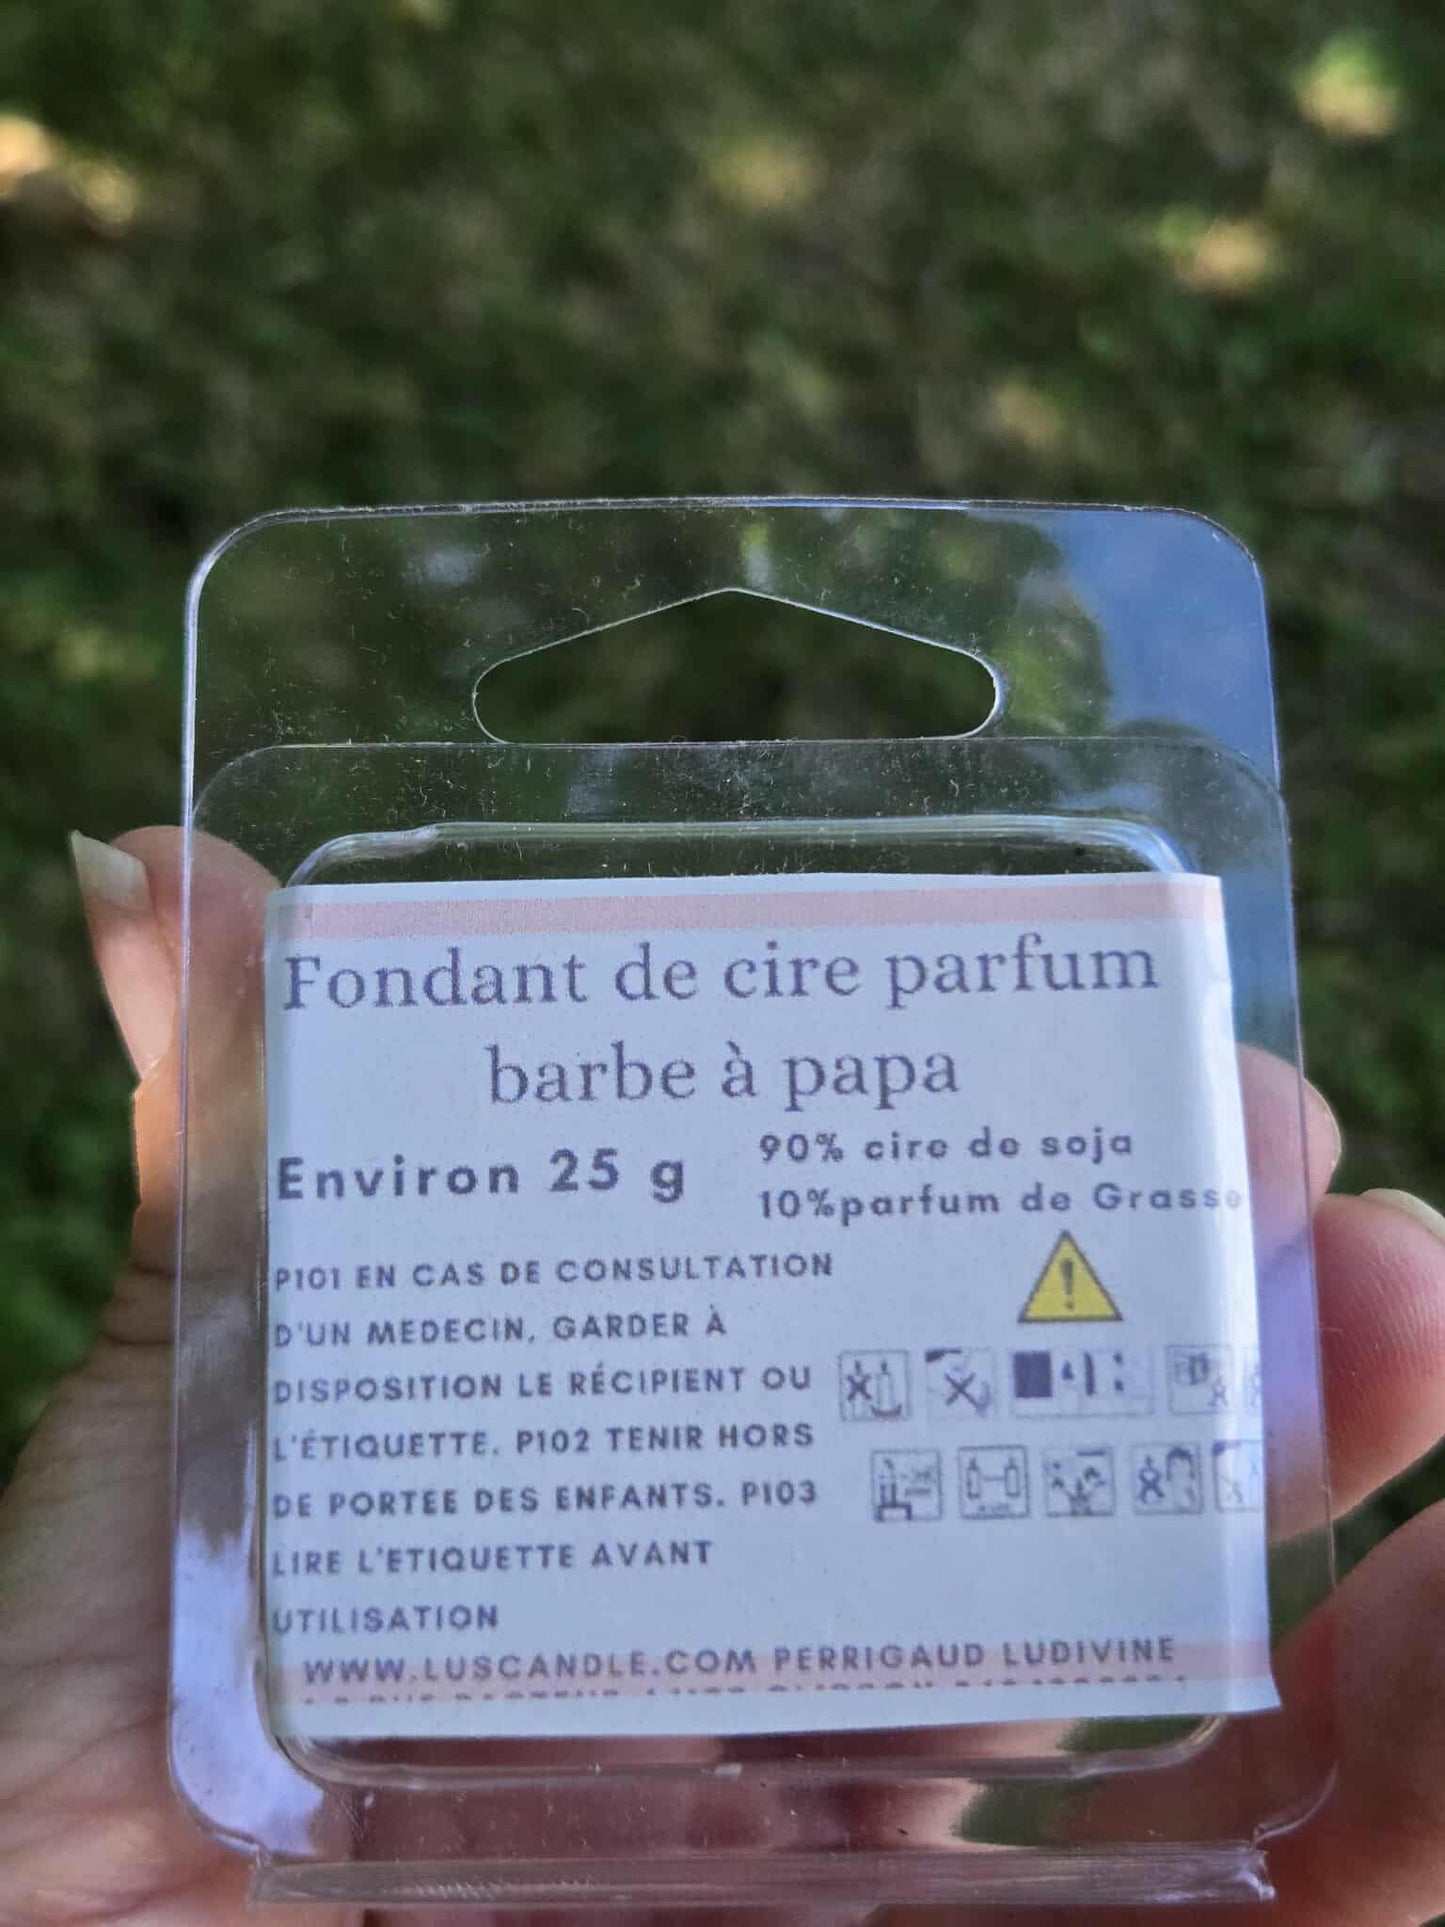 Fondant de cire parfum
barbe à papa
Environ 25 g
90% cire de soja
10%parfum de Grasse
P101 EN CAS DE CONSULTATION
D'UN MEDECIN, GARDER À
DISPOSITION LE RÉCIPIENT OU
L'ÉTIQUETTE. P102 TENIR HORS
DE PORTEE DES ENFANTS. P103
LIRE L'ETIQUETTE AVANT
UTILISATION
WWW.LUSCANDLE.COM PERRIGAUD LUDIVINE